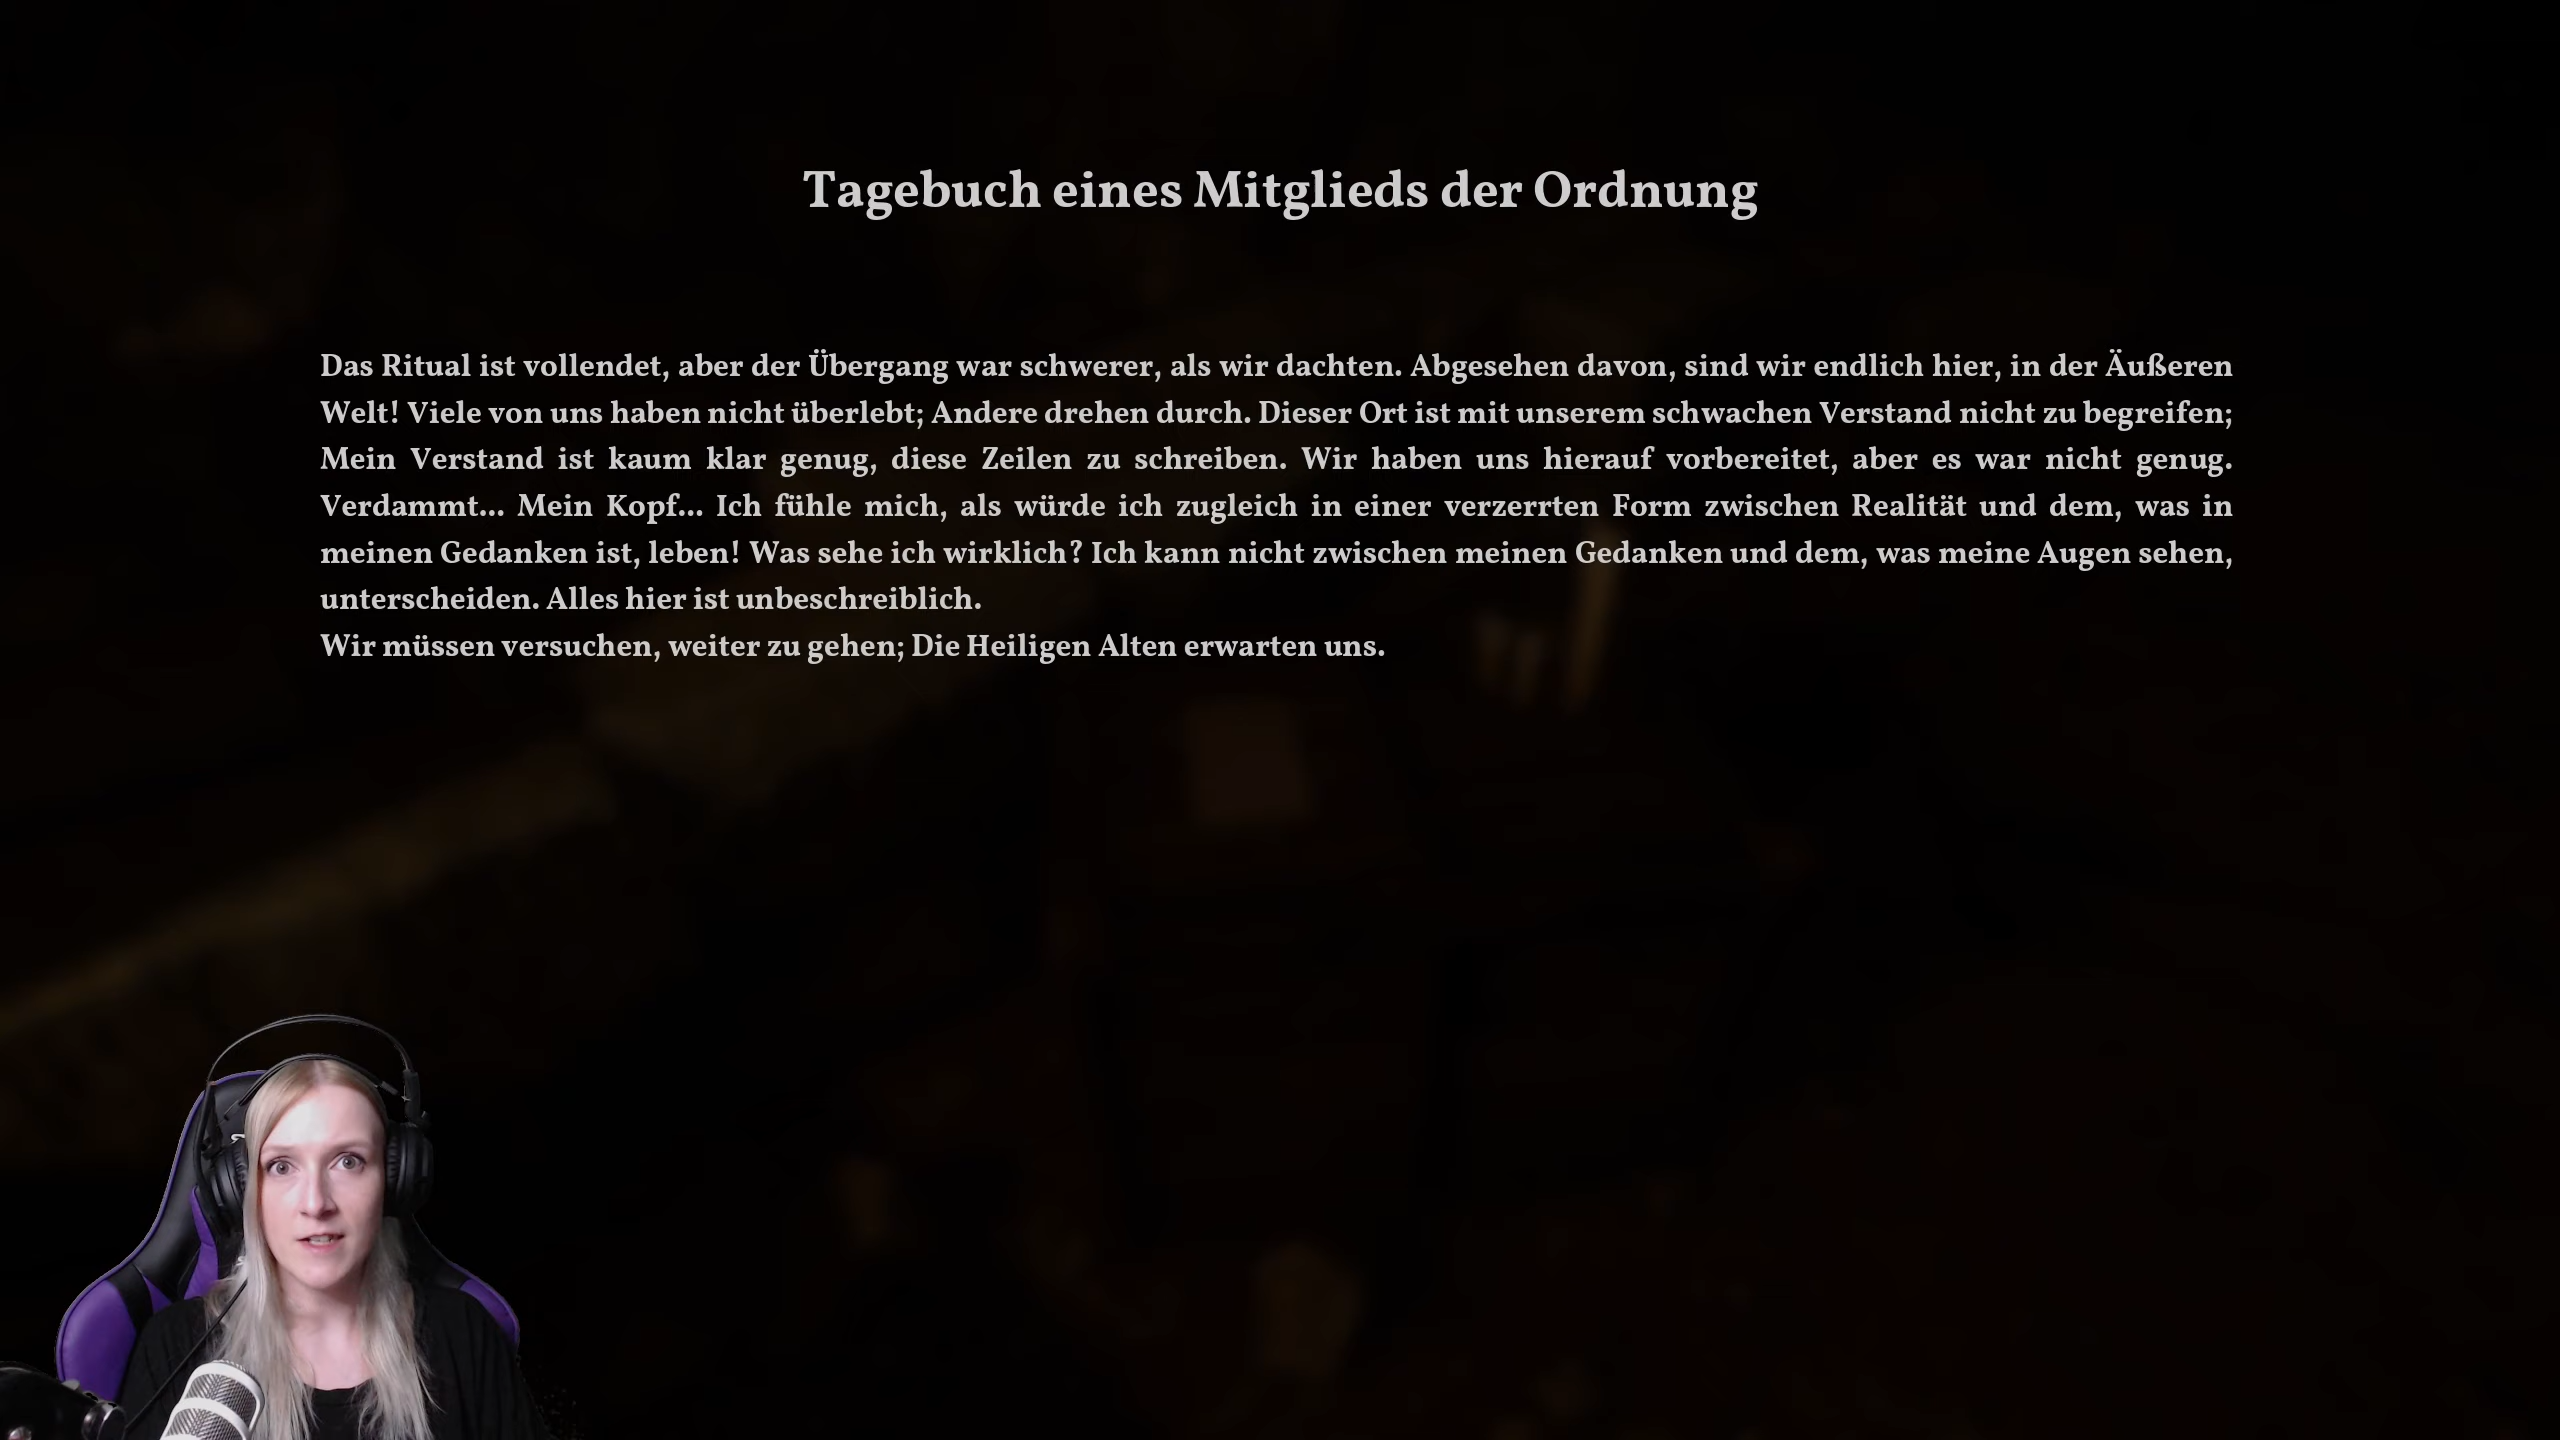 Tagebuch eines Mitglieds der Ordnung
Das Ritual ist vollendet, aber der Übergang war schwerer, als wir dachten. Abgesehen davon, sind wir endlich hier, in der Äußeren
Welt! Viele von uns haben nicht überlebt; Andere drehen durch. Dieser Ort ist mit unserem schwachen Verstand nicht zu begreifen;
Mein Verstand ist kaum klar genug, diese Zeilen zu schreiben. Wir haben uns hierauf vorbereitet, aber es war nicht genug.
Verdammt... Mein Kopf... Ich fühle mich, als würde ich zugleich in einer verzerrten Form zwischen Realität und dem, was in
meinen Gedanken ist, leben! Was sehe ich wirklich? Ich kann nicht zwischen meinen Gedanken und dem, was meine Augen sehen,
unterscheiden. Alles hier ist unbeschreiblich.
Wir müssen versuchen, weiter zu gehen; Die Heiligen Alten erwarten uns.